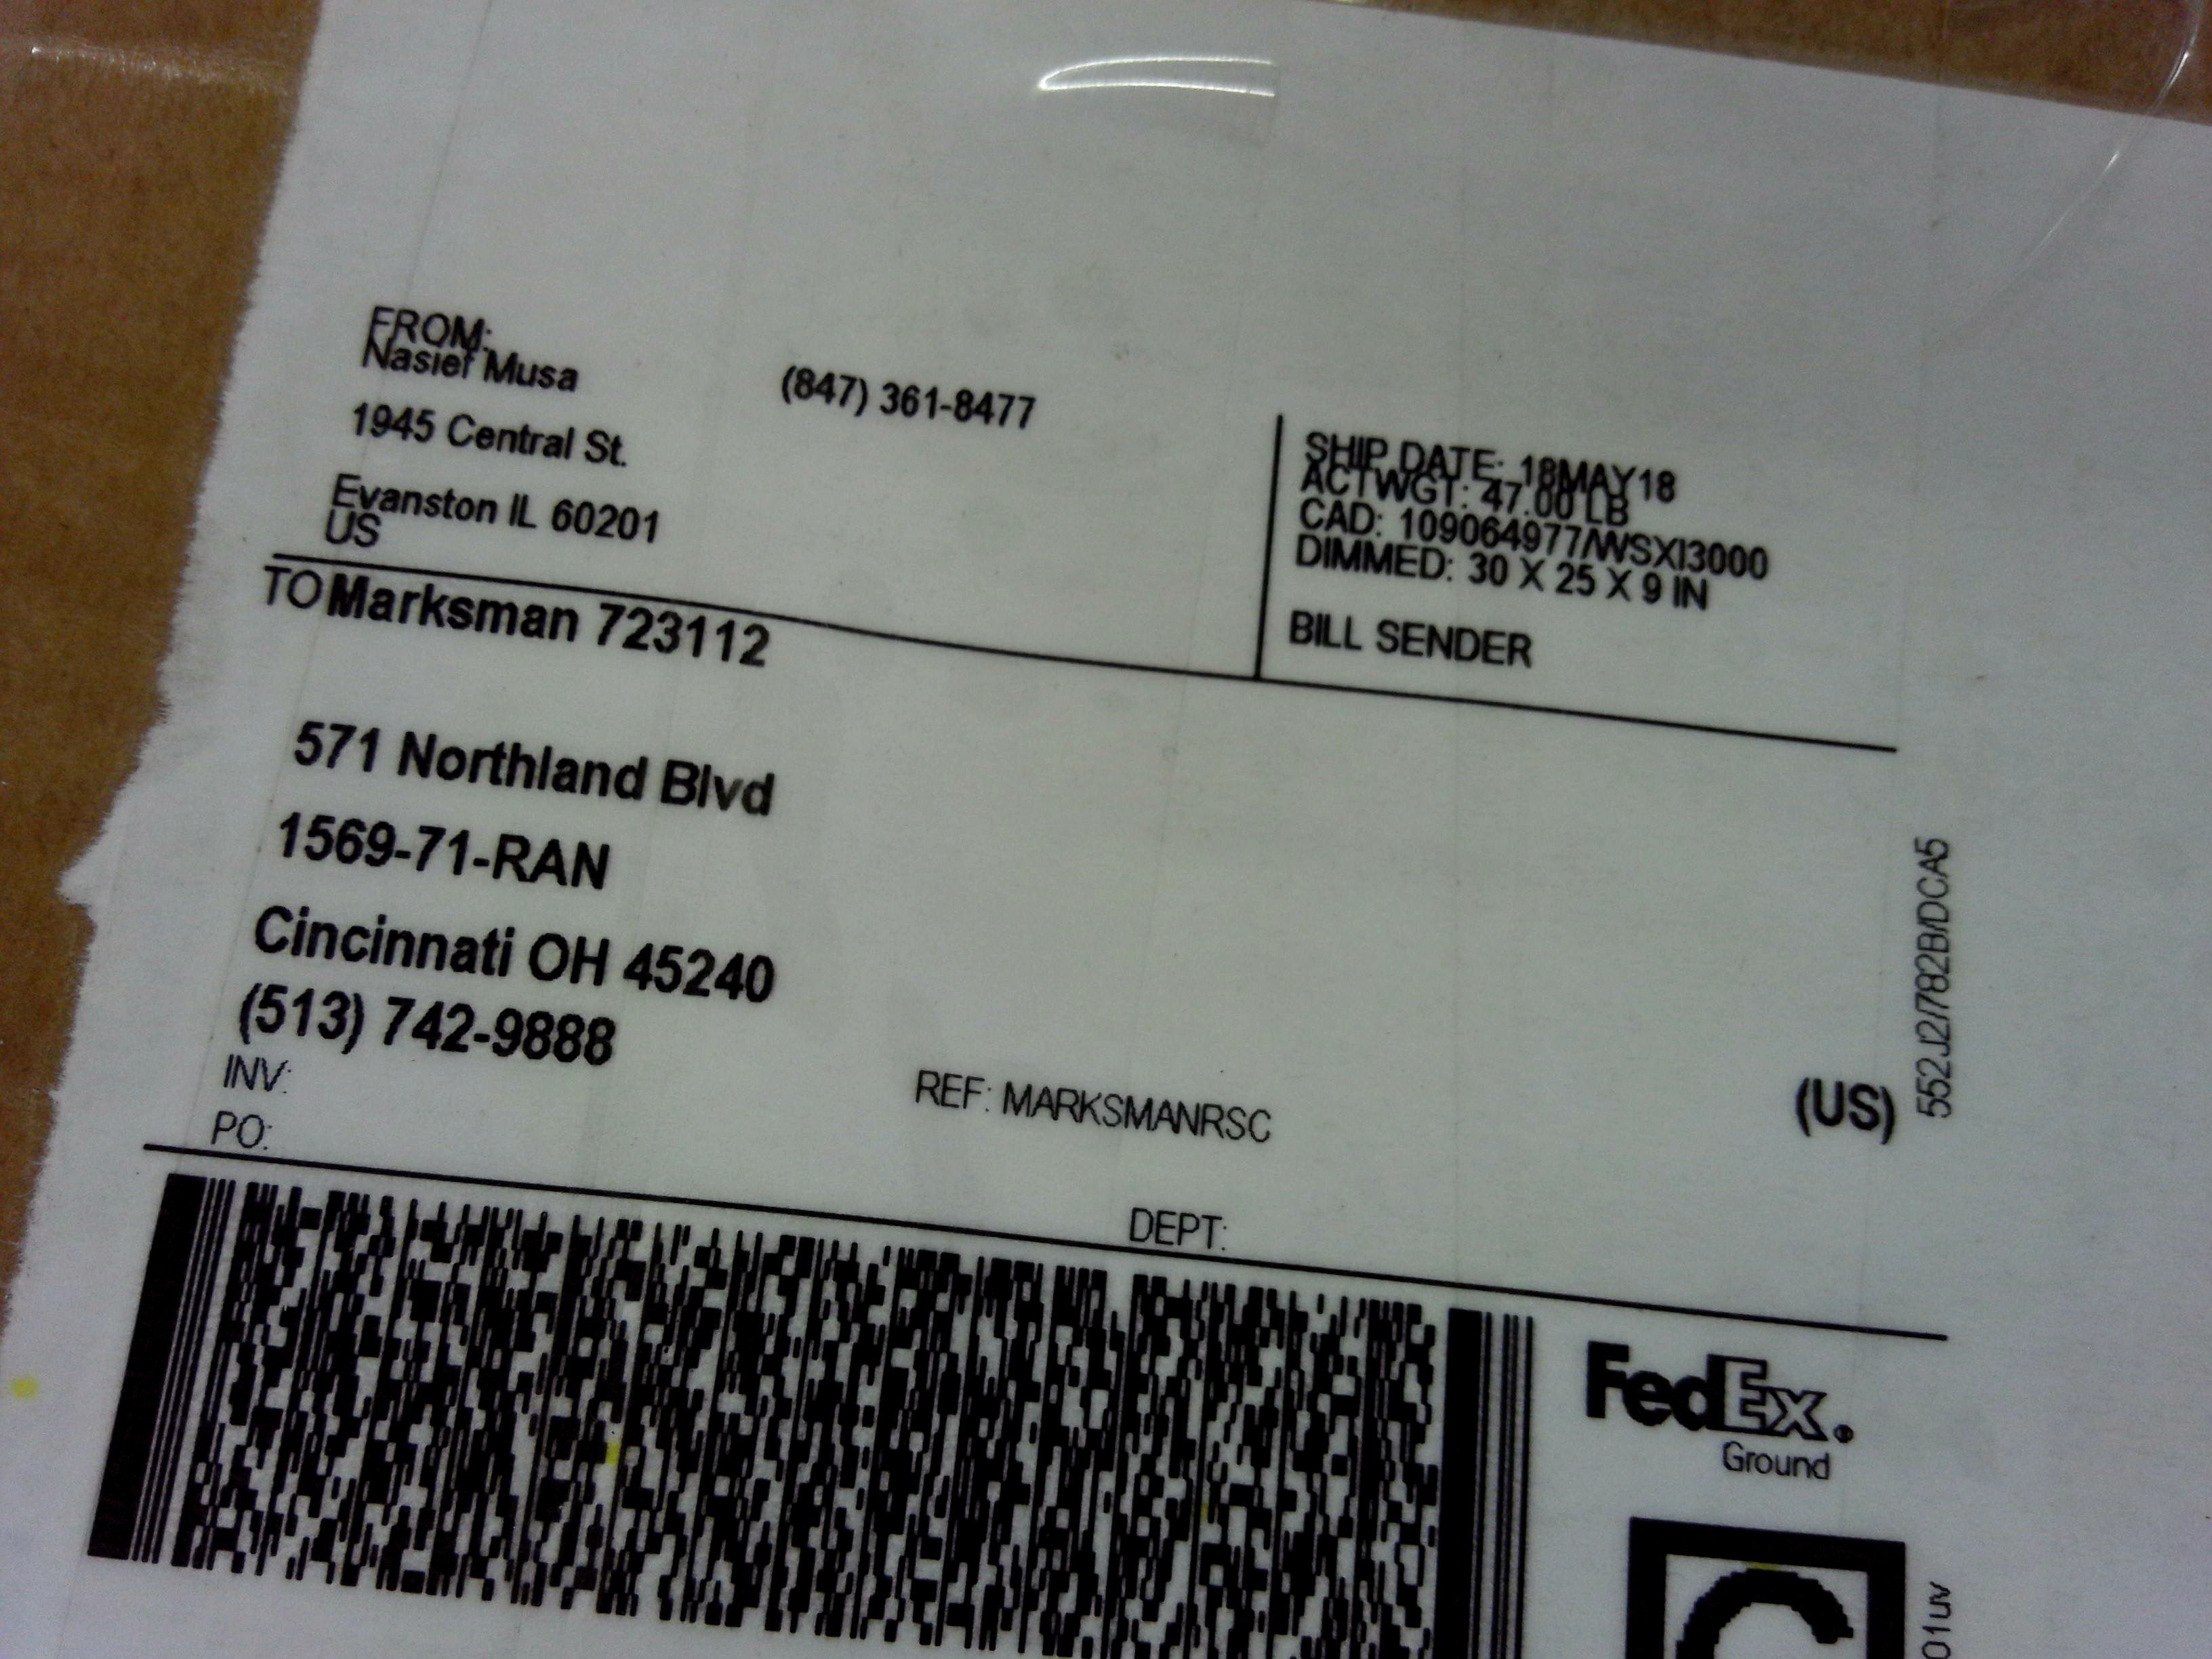 FROM:
Nasief Musa
(847) 361-8477
1945 Central St.
Evanston IL 60201
US
SHIP DATE: 18MAY18
ACTWGT: 47.00 LB
CAD: 109064977/WSXI3000
DIMMED: 30 X 25 X 9 IN
BILL SENDER
TO Marksman 723112
571 Northland Blvd
1569-71-RAN
Cincinnati OH 45240
(513) 742-9888
INV:
REF: MARKSMANRSC
PO:
DEPT:
(US)
552J2/782B/DCA5
FedEx.
Ground
G
01uv